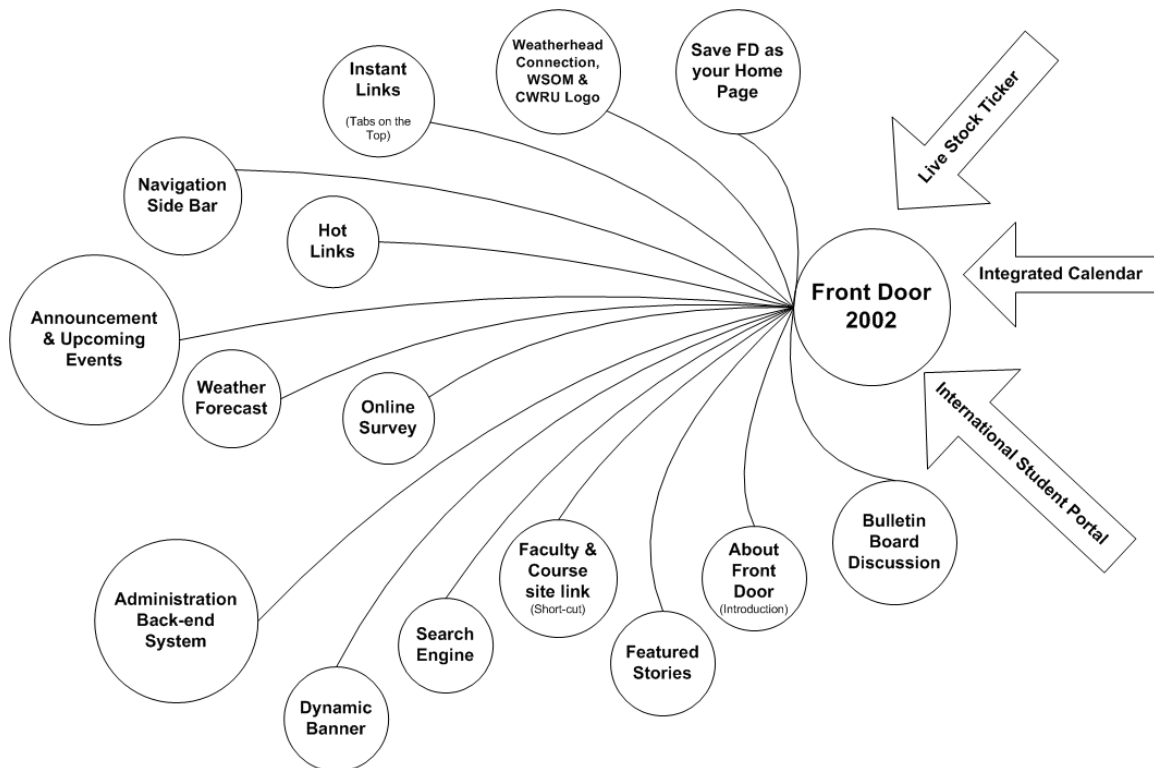 Weatherhead
Connection,
WSOM &
CWRU Logo
Save FD as
your Home
Page
Instant
Links
(Tabs on the
Top)
Live Stock Ticker
Navigation
Side Bar
Hot
Links
Integrated Calendar
Front Door
2002
Announcement
& Upcoming
Events
Weather
Forecast
Online
Survey
International Student Portal
Bulletin
Board
Discussion
About
Front
Door
(Introduction)
Faculty &
Course
site link
(Short-cut)
Administration
Back-end
System
Search
Engine
Featured
Stories
Dynamic
Banner